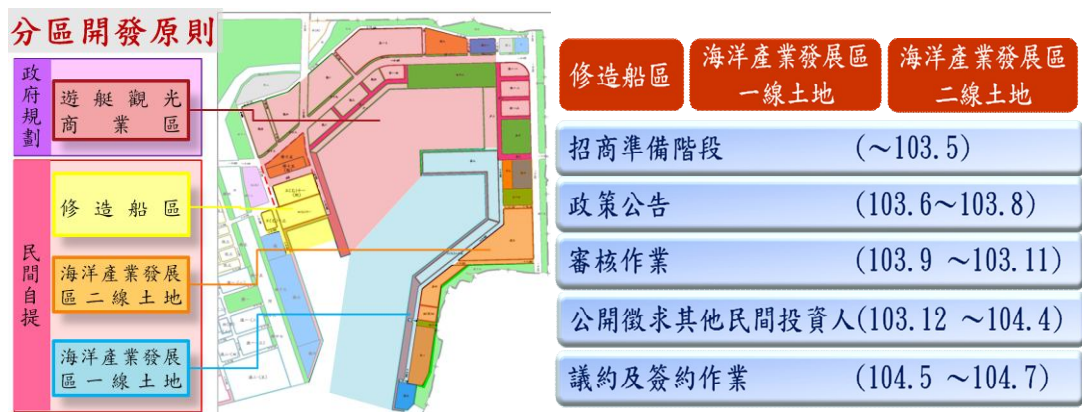 分區開發原則
政府規劃
遊艇觀光
商業區
民間自提
修造船區
海洋產業發展
區二線土地
海洋產業發展
區一線土地
修造船區
海洋產業發展區
一線土地
海洋產業發展區
二線土地
招商準備階段 (～103.5)
政策公告 (103.6～103.8)
審核作業 (103.9 ～103.11)
公開徵求其他民間投資人(103.12 ～104.4)
議約及簽約作業 (104.5 ～104.7)